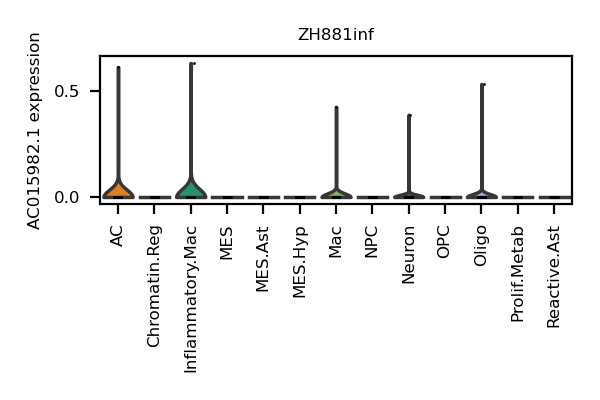 ZH881inf
AC015982.1 expression
0.5
0.0
AC
Chromatin.Reg
Inflammatory.Mac
MES
MES.Ast
MES.Hyp
Mac
NPC
Neuron
OPC
Oligo
Prolif.Metab
Reactive.Ast